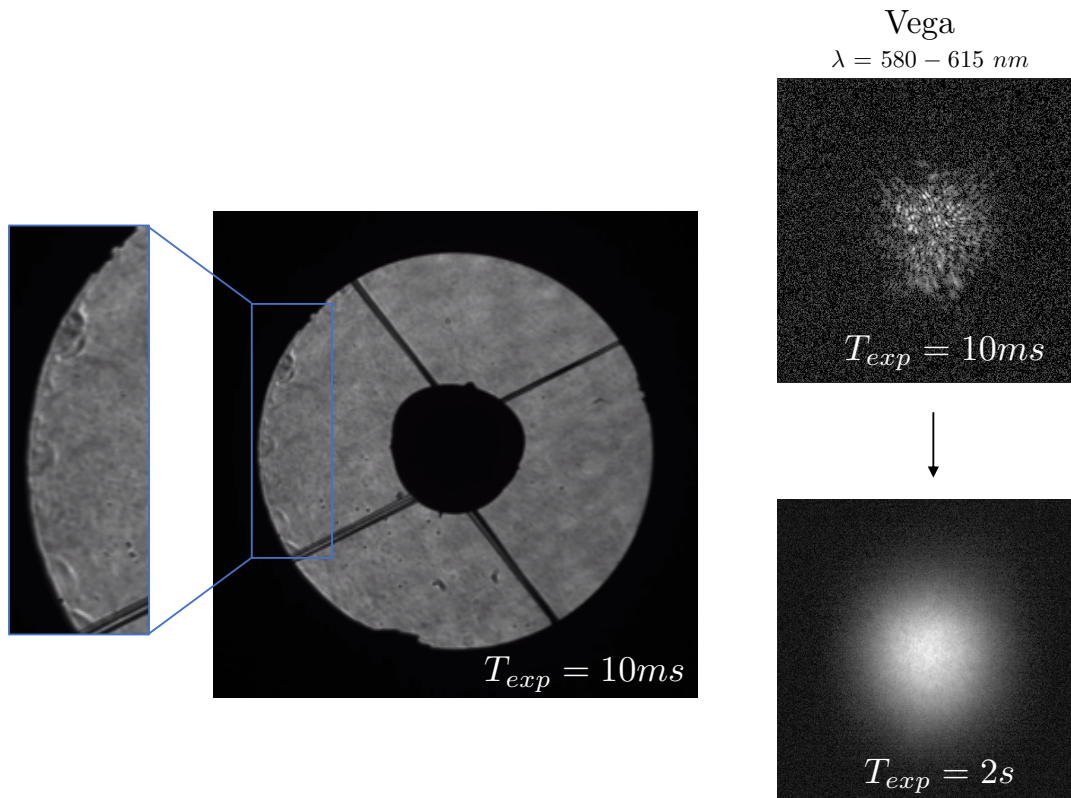 Vega
λ = 580 − 615 nm
T_exp = 10ms
T_exp = 10ms
T_exp = 2s